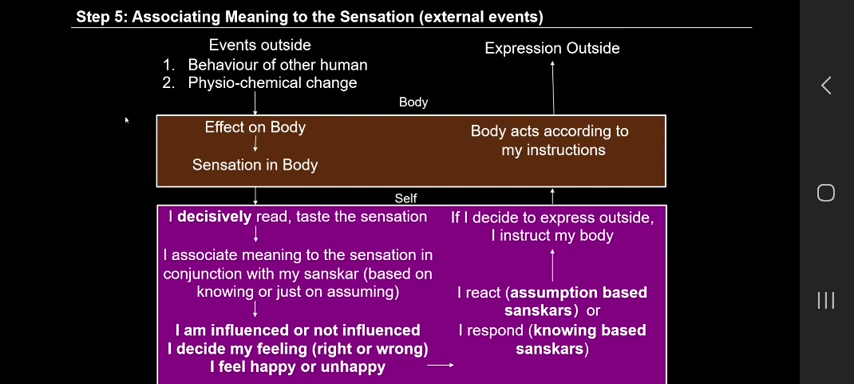 Step 5: Associating Meaning to the Sensation (external events)
Events outside
1. Behaviour of other human
2. Physio-chemical change
Expression Outside
Body
Effect on Body
Sensation in Body
Body acts according to
my instructions
Self
I decisively read, taste the sensation
I associate meaning to the sensation in
conjunction with my sanskar (based on
knowing or just on assuming)
I am influenced or not influenced
I decide my feeling (right or wrong)
I feel happy or unhappy
If I decide to express outside,
I instruct my body
I react (assumption based
sanskars) or
I respond (knowing based
sanskars)